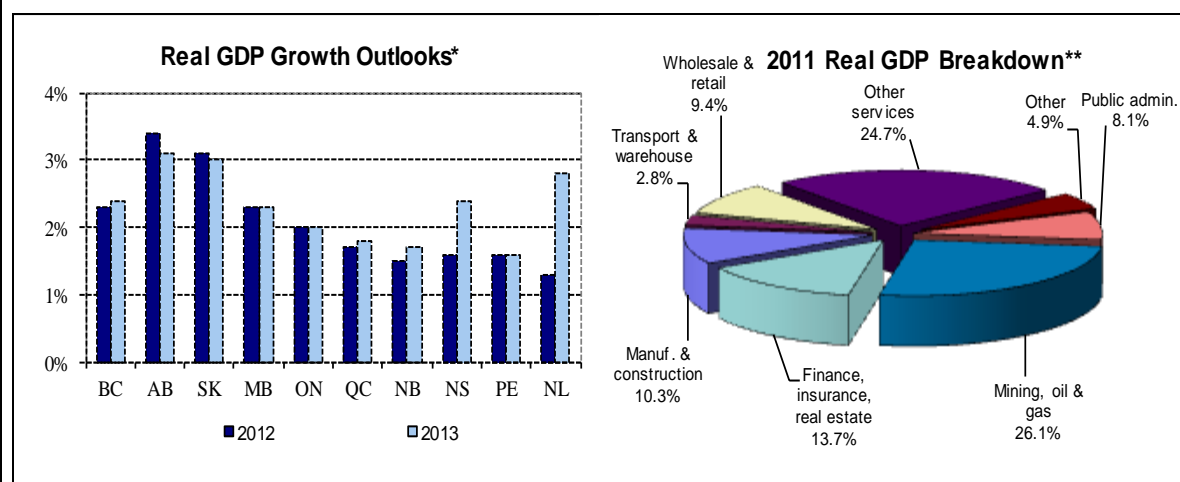 Real GDP Growth Outlooks*
4%
3%
2%
1%
0%
BC AB SK MB ON QC NB NS PE NL
2012 2013
2011 Real GDP Breakdown**
Wholesale &
retail
9.4%
Other
services
24.7%
Other
4.9%
Public admin.
8.1%
Transport &
warehouse
2.8%
Manuf. &
construction
10.3%
Finance,
insurance,
real estate
13.7%
Mining, oil &
gas
26.1%